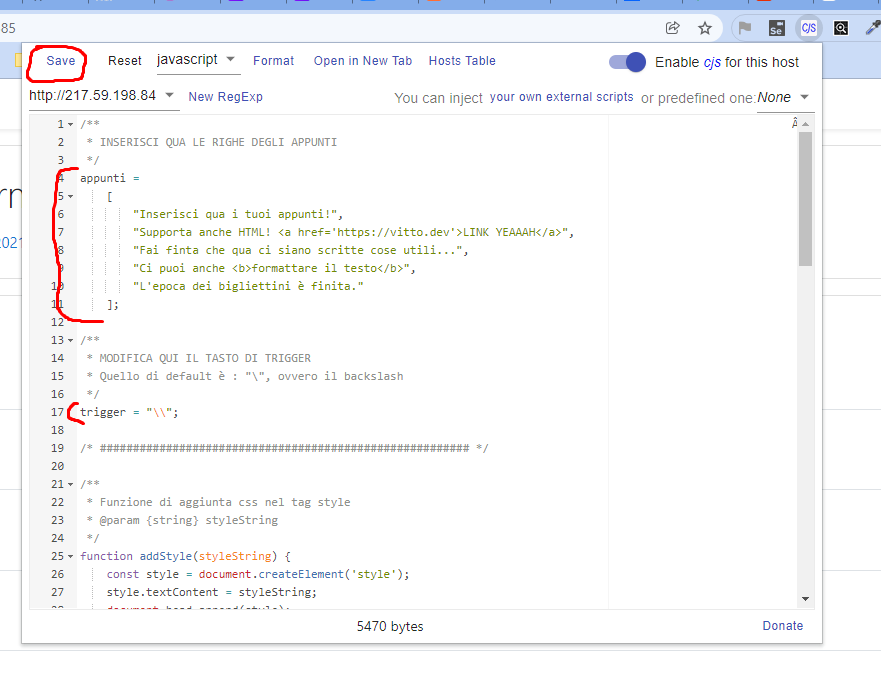 85
Se
C/S
Save Reset javascript Format Open in New Tab Hosts Table Enable cjs for this host
http://217.59.198.84 New RegExp You can inject your own external scripts or predefined one: None
rn
2021
1 /**
2 * INSERISCI QUA LE RIGHE DEGLI APPUNTI
3 */
4 appunti =
5 [
6 "Inserisci qua i tuoi appunti!",
7 "Supporta anche HTML! <a href='https://vitto.dev'>LINK YEAAAH</a>",
8 "Fai finta che qua ci siano scritte cose utili...",
9 "Ci puoi anche <b>formattare il testo</b>",
10 "L'epoca dei bigliettini è finita."
11 ];
12
13 /**
14 * MODIFICA QUI IL TASTO DI TRIGGER
15 * Quello di default è : "\", ovvero il backslash
16 */
17 trigger = "\\";
18
19 /* ######################################################## */
20
21 /**
22 * Funzione di aggiunta css nel tag style
23 * @param {string} styleString
24 */
25 function addStyle(styleString) {
26 const style = document.createElement('style');
27 style.textContent = styleString;
28 document.head.append(style);
5470 bytes Donate